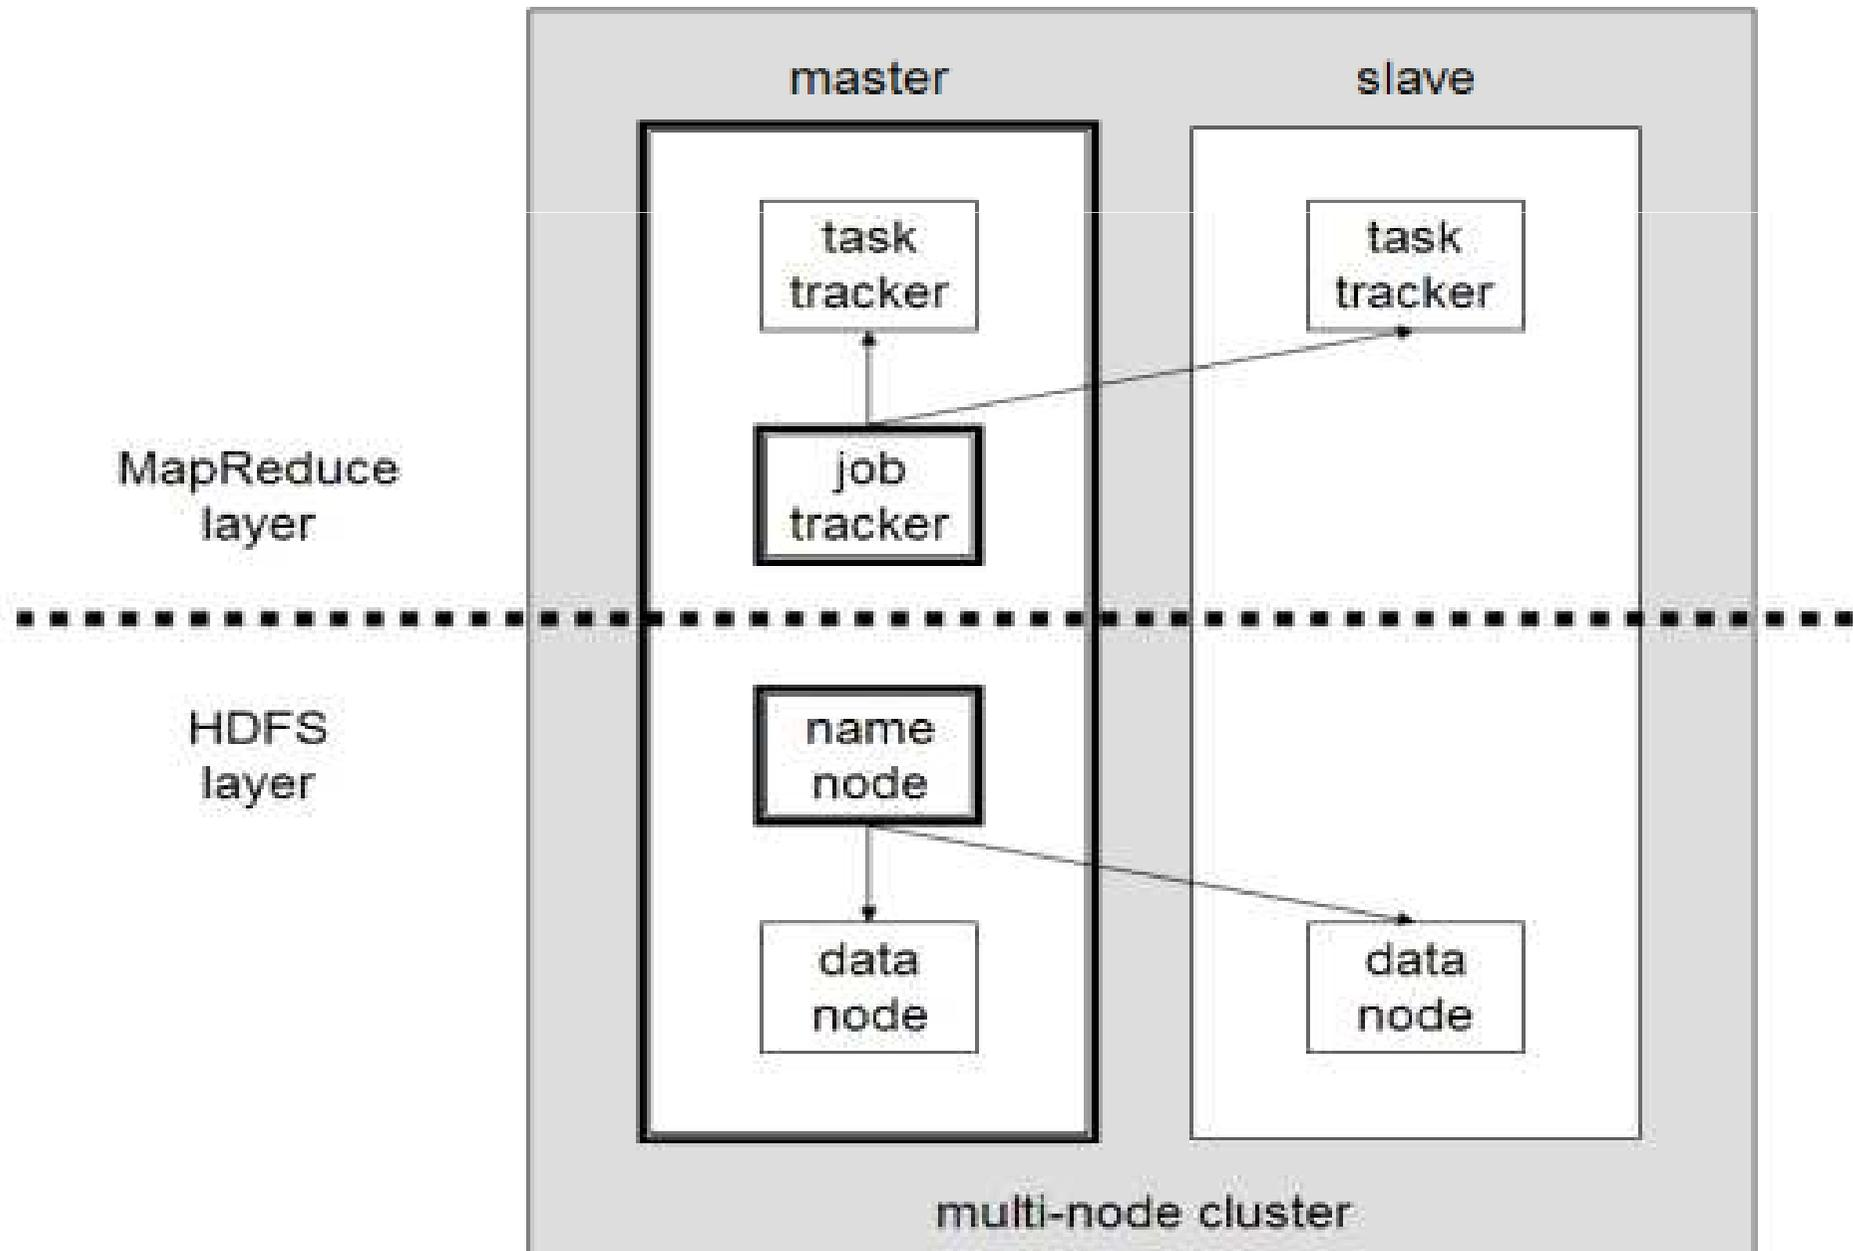 master
slave
task
tracker
task
tracker
MapReduce
layer
job
tracker
HDFS
layer
name
node
data
node
data
node
multi-node cluster